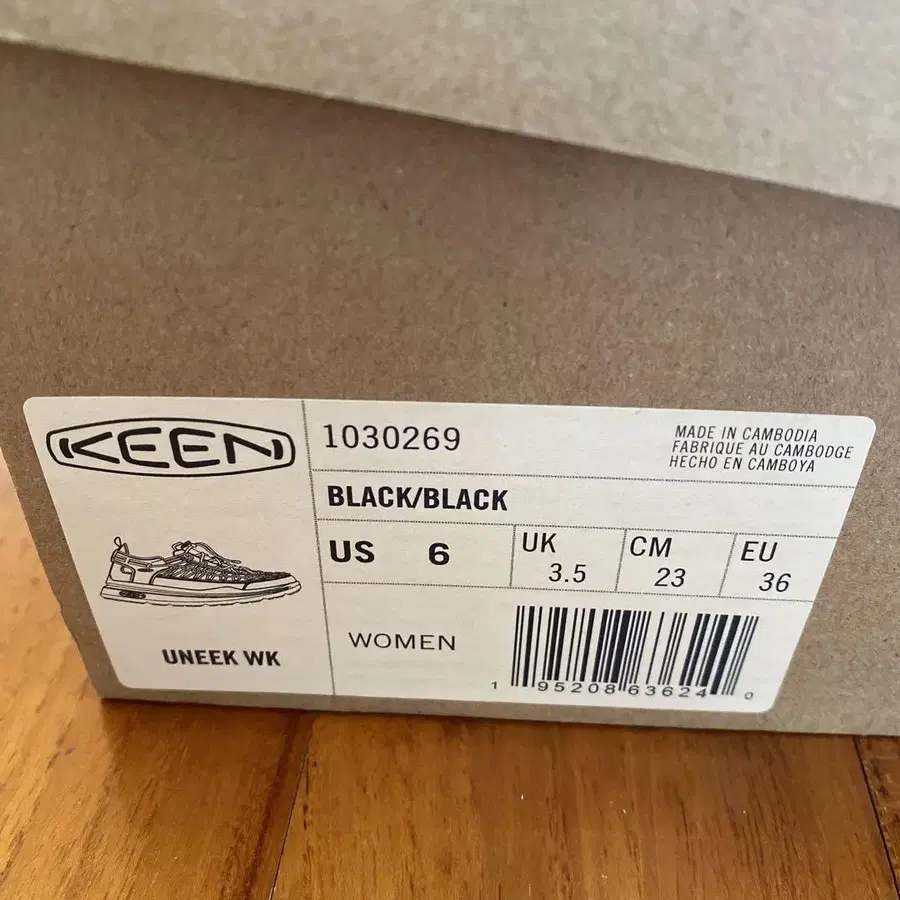 KEEN
UNEEK WK
1030269
MADE IN CAMBODIA
FABRIQUE AU CAMBODGE
HECHO EN CAMBOYA
BLACK/BLACK
US 6
UK
3.5
CM
23
EU
36
WOMEN
1 95208 63624 0